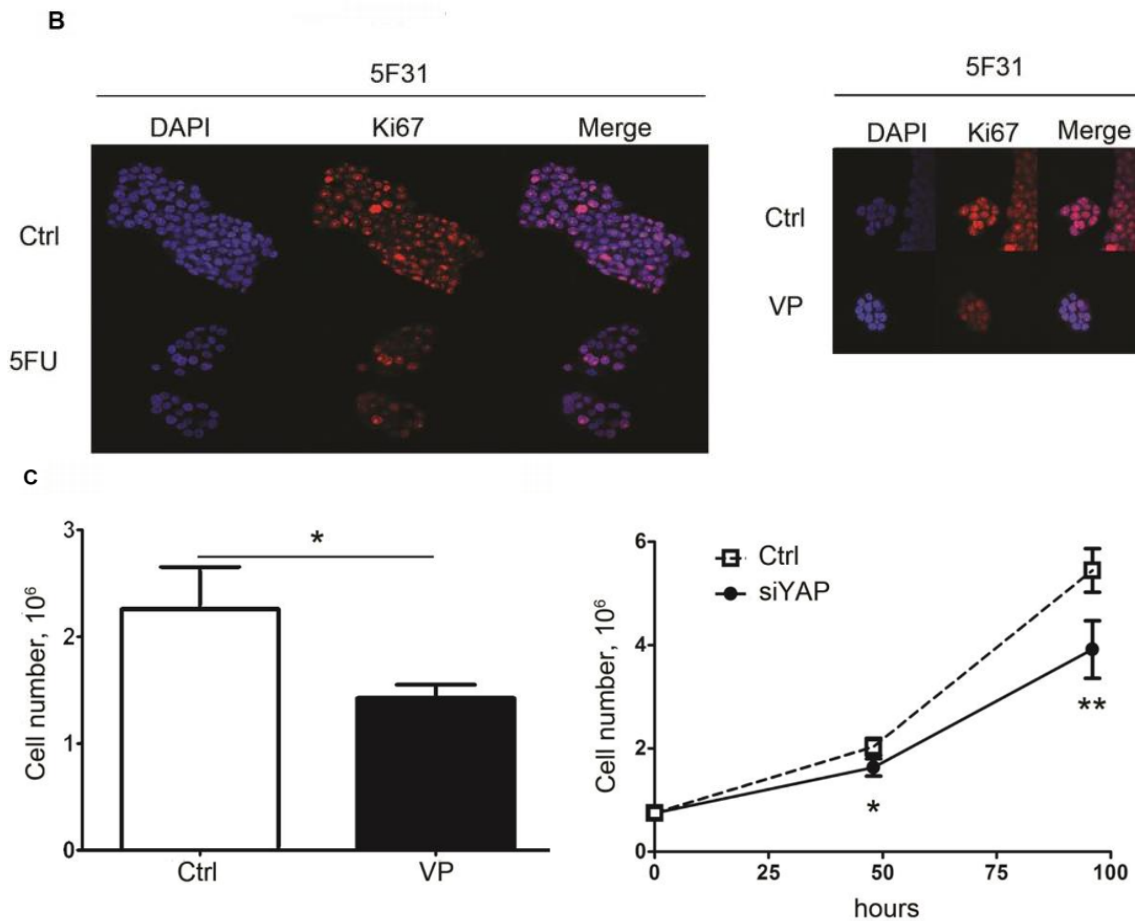 B
5F31
DAPI Ki67 Merge
Ctrl
5FU
5F31
DAPI Ki67 Merge
Ctrl
VP
C
Cell number, 10⁶
3
2
1
0
*
Ctrl VP
Cell number, 10⁶
6
4
2
0
Ctrl
siYAP
*
**
0 25 50 75 100
hours